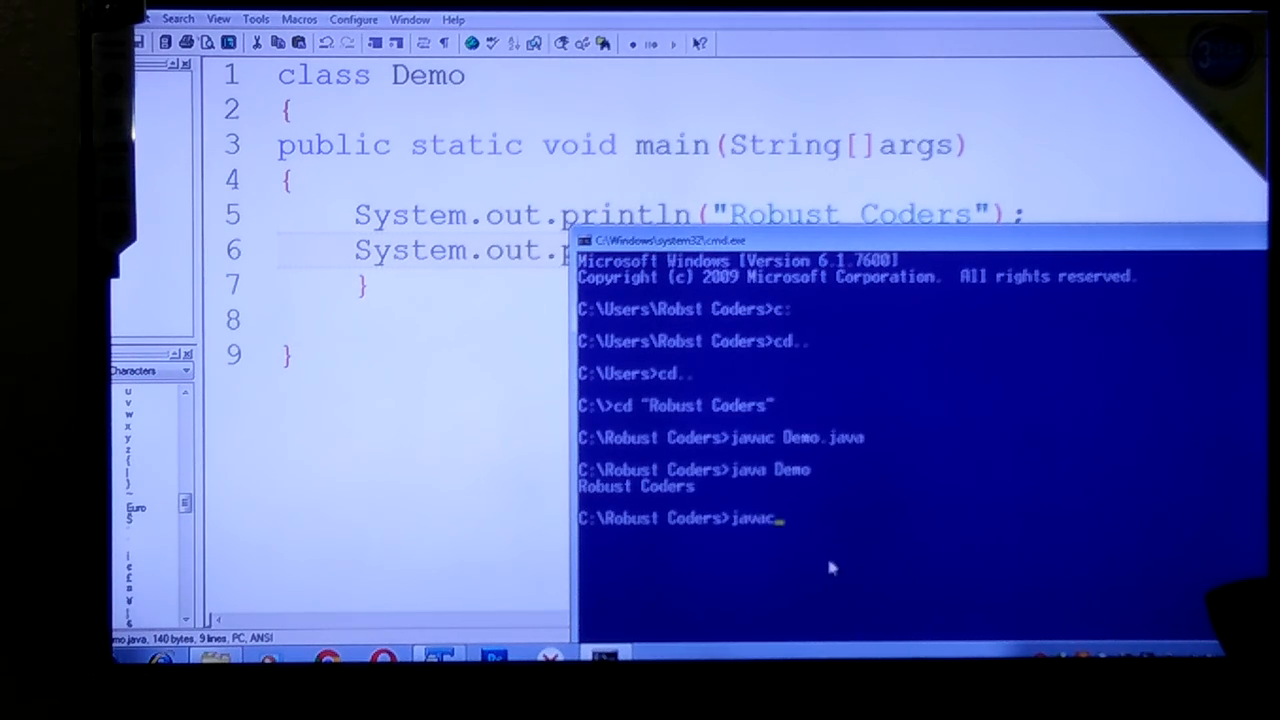 Search View Tools Macros Configure Window Help
1 class Demo
2 {
3 public static void main(String[]args)
4 {
5 System.out.println("Robust Coders");
6 System.out.p
7 }
8
9 }
C:\Windows\system32\cmd.exe
Microsoft Windows [Version 6.1.7600]
Copyright (c) 2009 Microsoft Corporation. All rights reserved.
C:\Users\Robst Coders>c:
C:\Users\Robst Coders>cd..
C:\Users>cd..
C:\>cd "Robust Coders"
C:\Robust Coders>javac Demo.java
C:\Robust Coders>java Demo
Robust Coders
C:\Robust Coders>javac
Characters
u
v
w
x
y
z
{
|
}
~
Euro
mo.java, 140 bytes, 9 lines, PC, ANSI